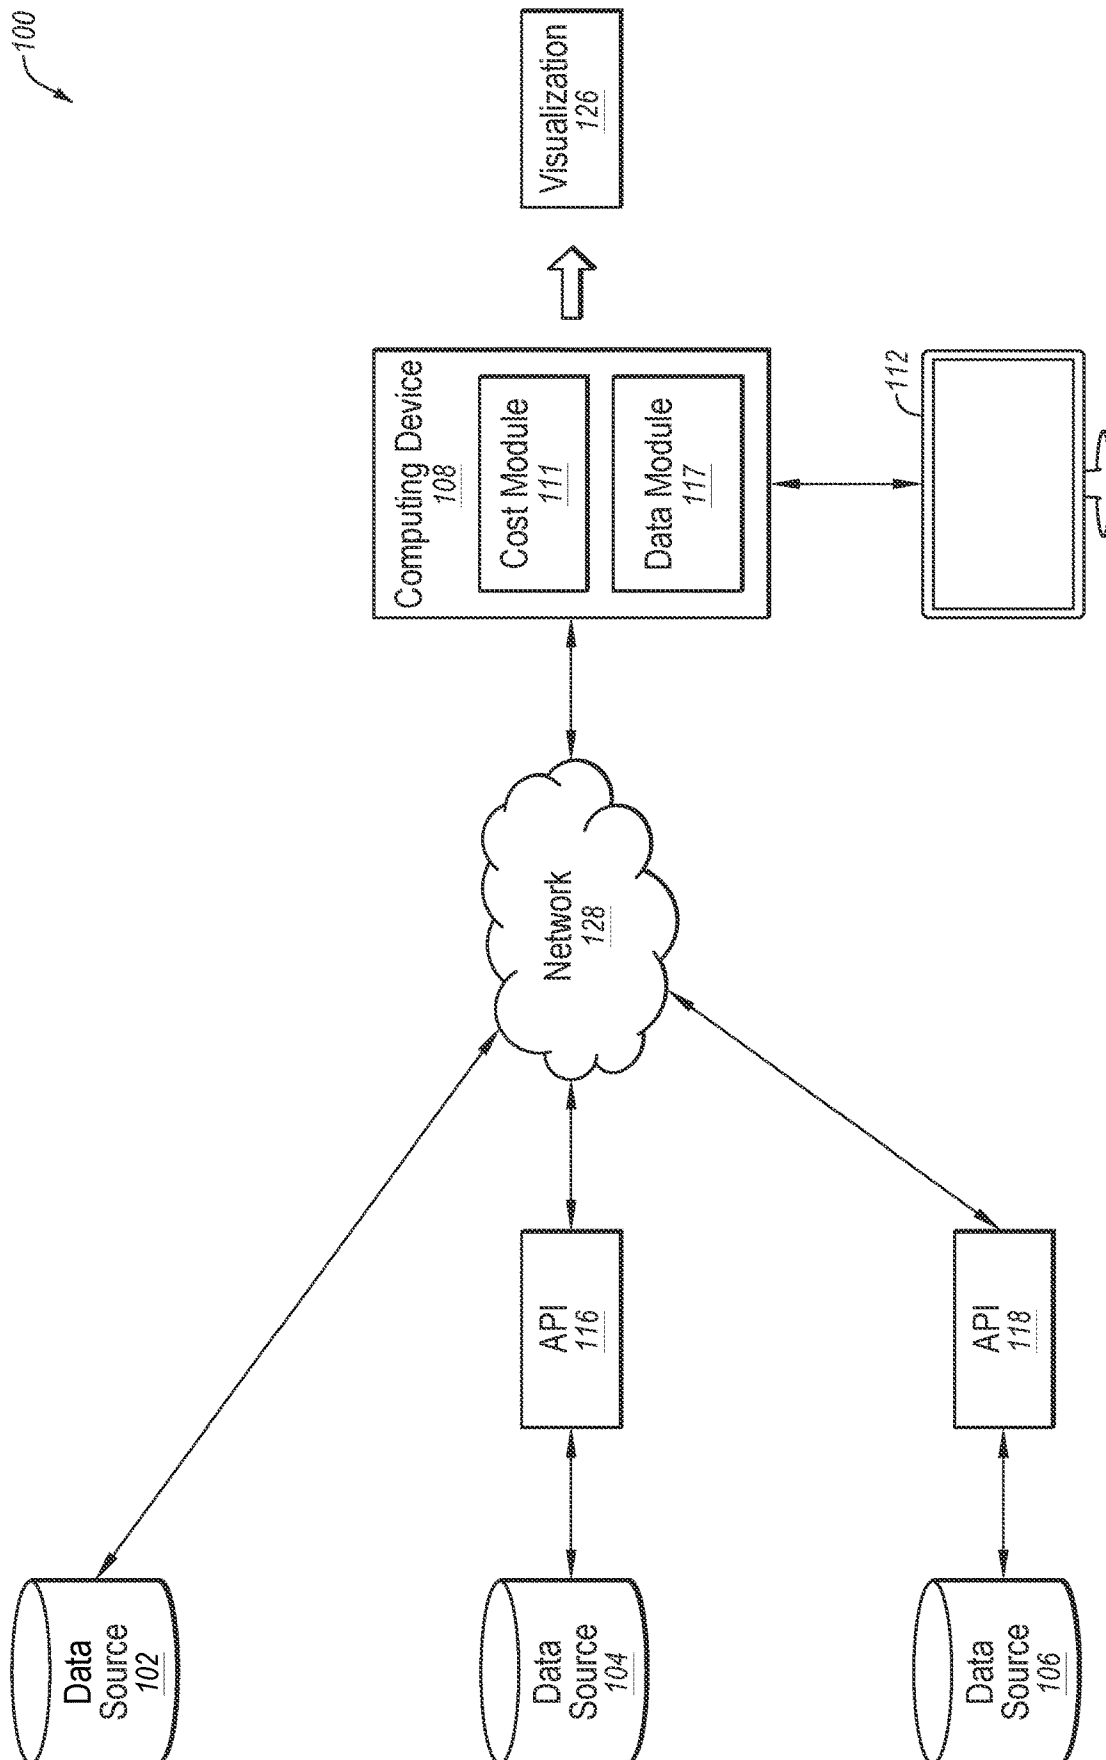 100
Data
Source
102
Data
Source
104
Data
Source
106
API
116
API
118
Network
128
Computing Device
108
Cost Module
111
Data Module
117
112
Visualization
126